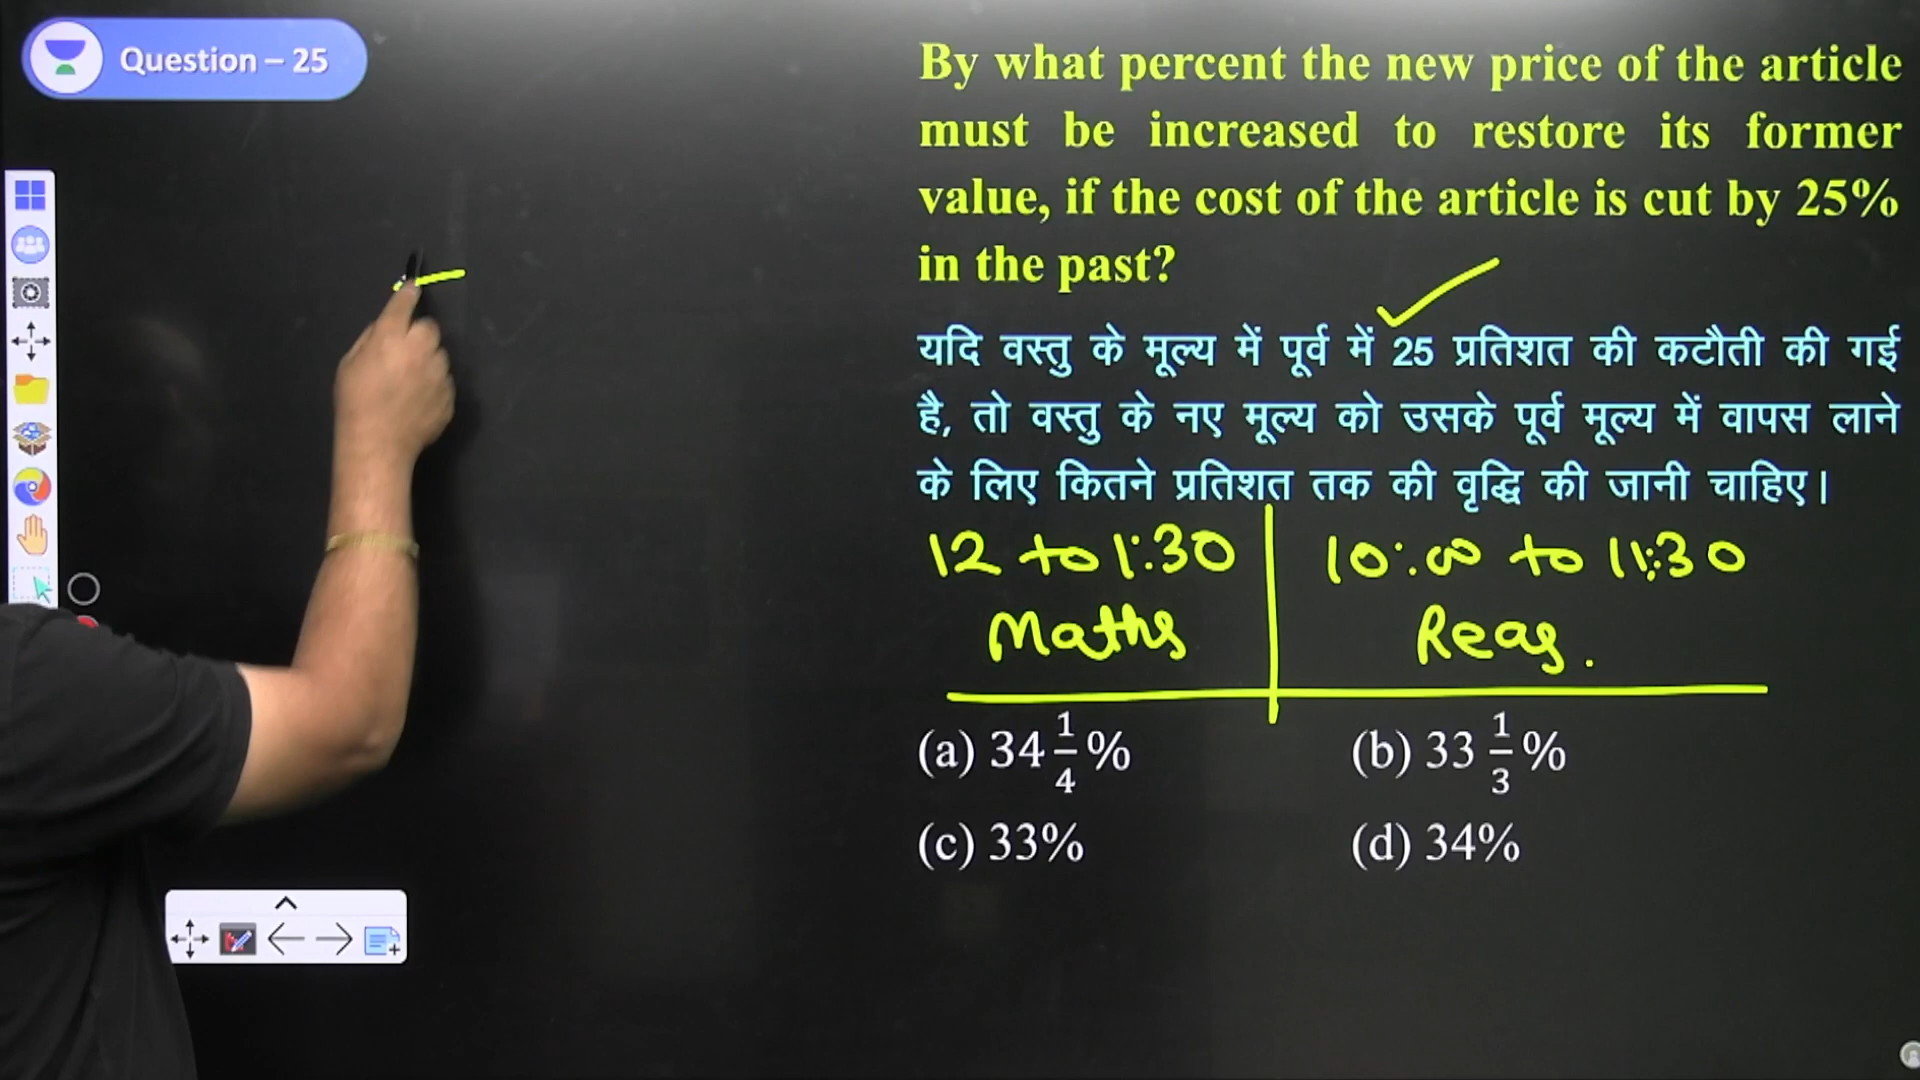 Question – 25
By what percent the new price of the article
must be increased to restore its former
value, if the cost of the article is cut by 25%
in the past?
यदि वस्तु के मूल्य में पूर्व में 25 प्रतिशत की कटौती की गई
है, तो वस्तु के नए मूल्य को उसके पूर्व मूल्य में वापस लाने
के लिए कितने प्रतिशत तक की वृद्धि की जानी चाहिए।
12 to 1:30 10:00 to 11:30
Maths Reas.
(a) 34 1/4 % (b) 33 1/3 %
(c) 33% (d) 34%